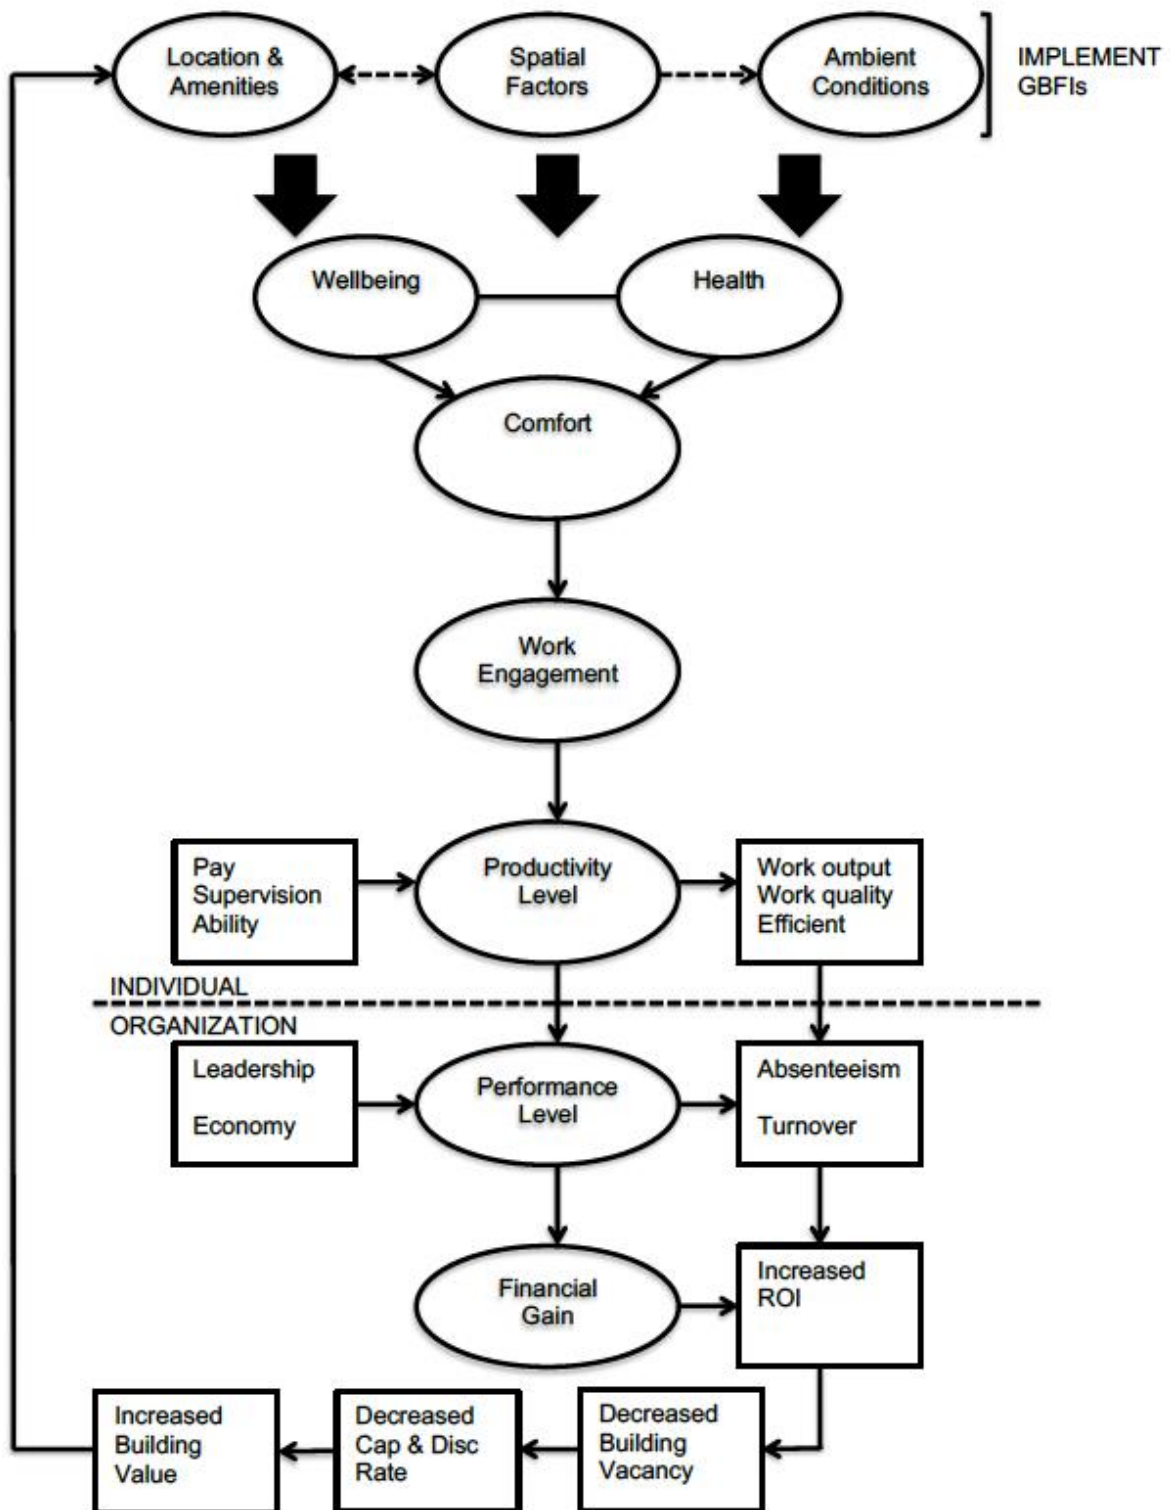 Location &
Amenities
Spatial
Factors
Ambient
Conditions
IMPLEMENT
GBFIs
Wellbeing
Health
Comfort
Work
Engagement
Pay
Supervision
Ability
Productivity
Level
Work output
Work quality
Efficient
INDIVIDUAL
ORGANIZATION
Leadership
Economy
Performance
Level
Absenteeism
Turnover
Financial
Gain
Increased
ROI
Increased
Building
Value
Decreased
Cap & Disc
Rate
Decreased
Building
Vacancy